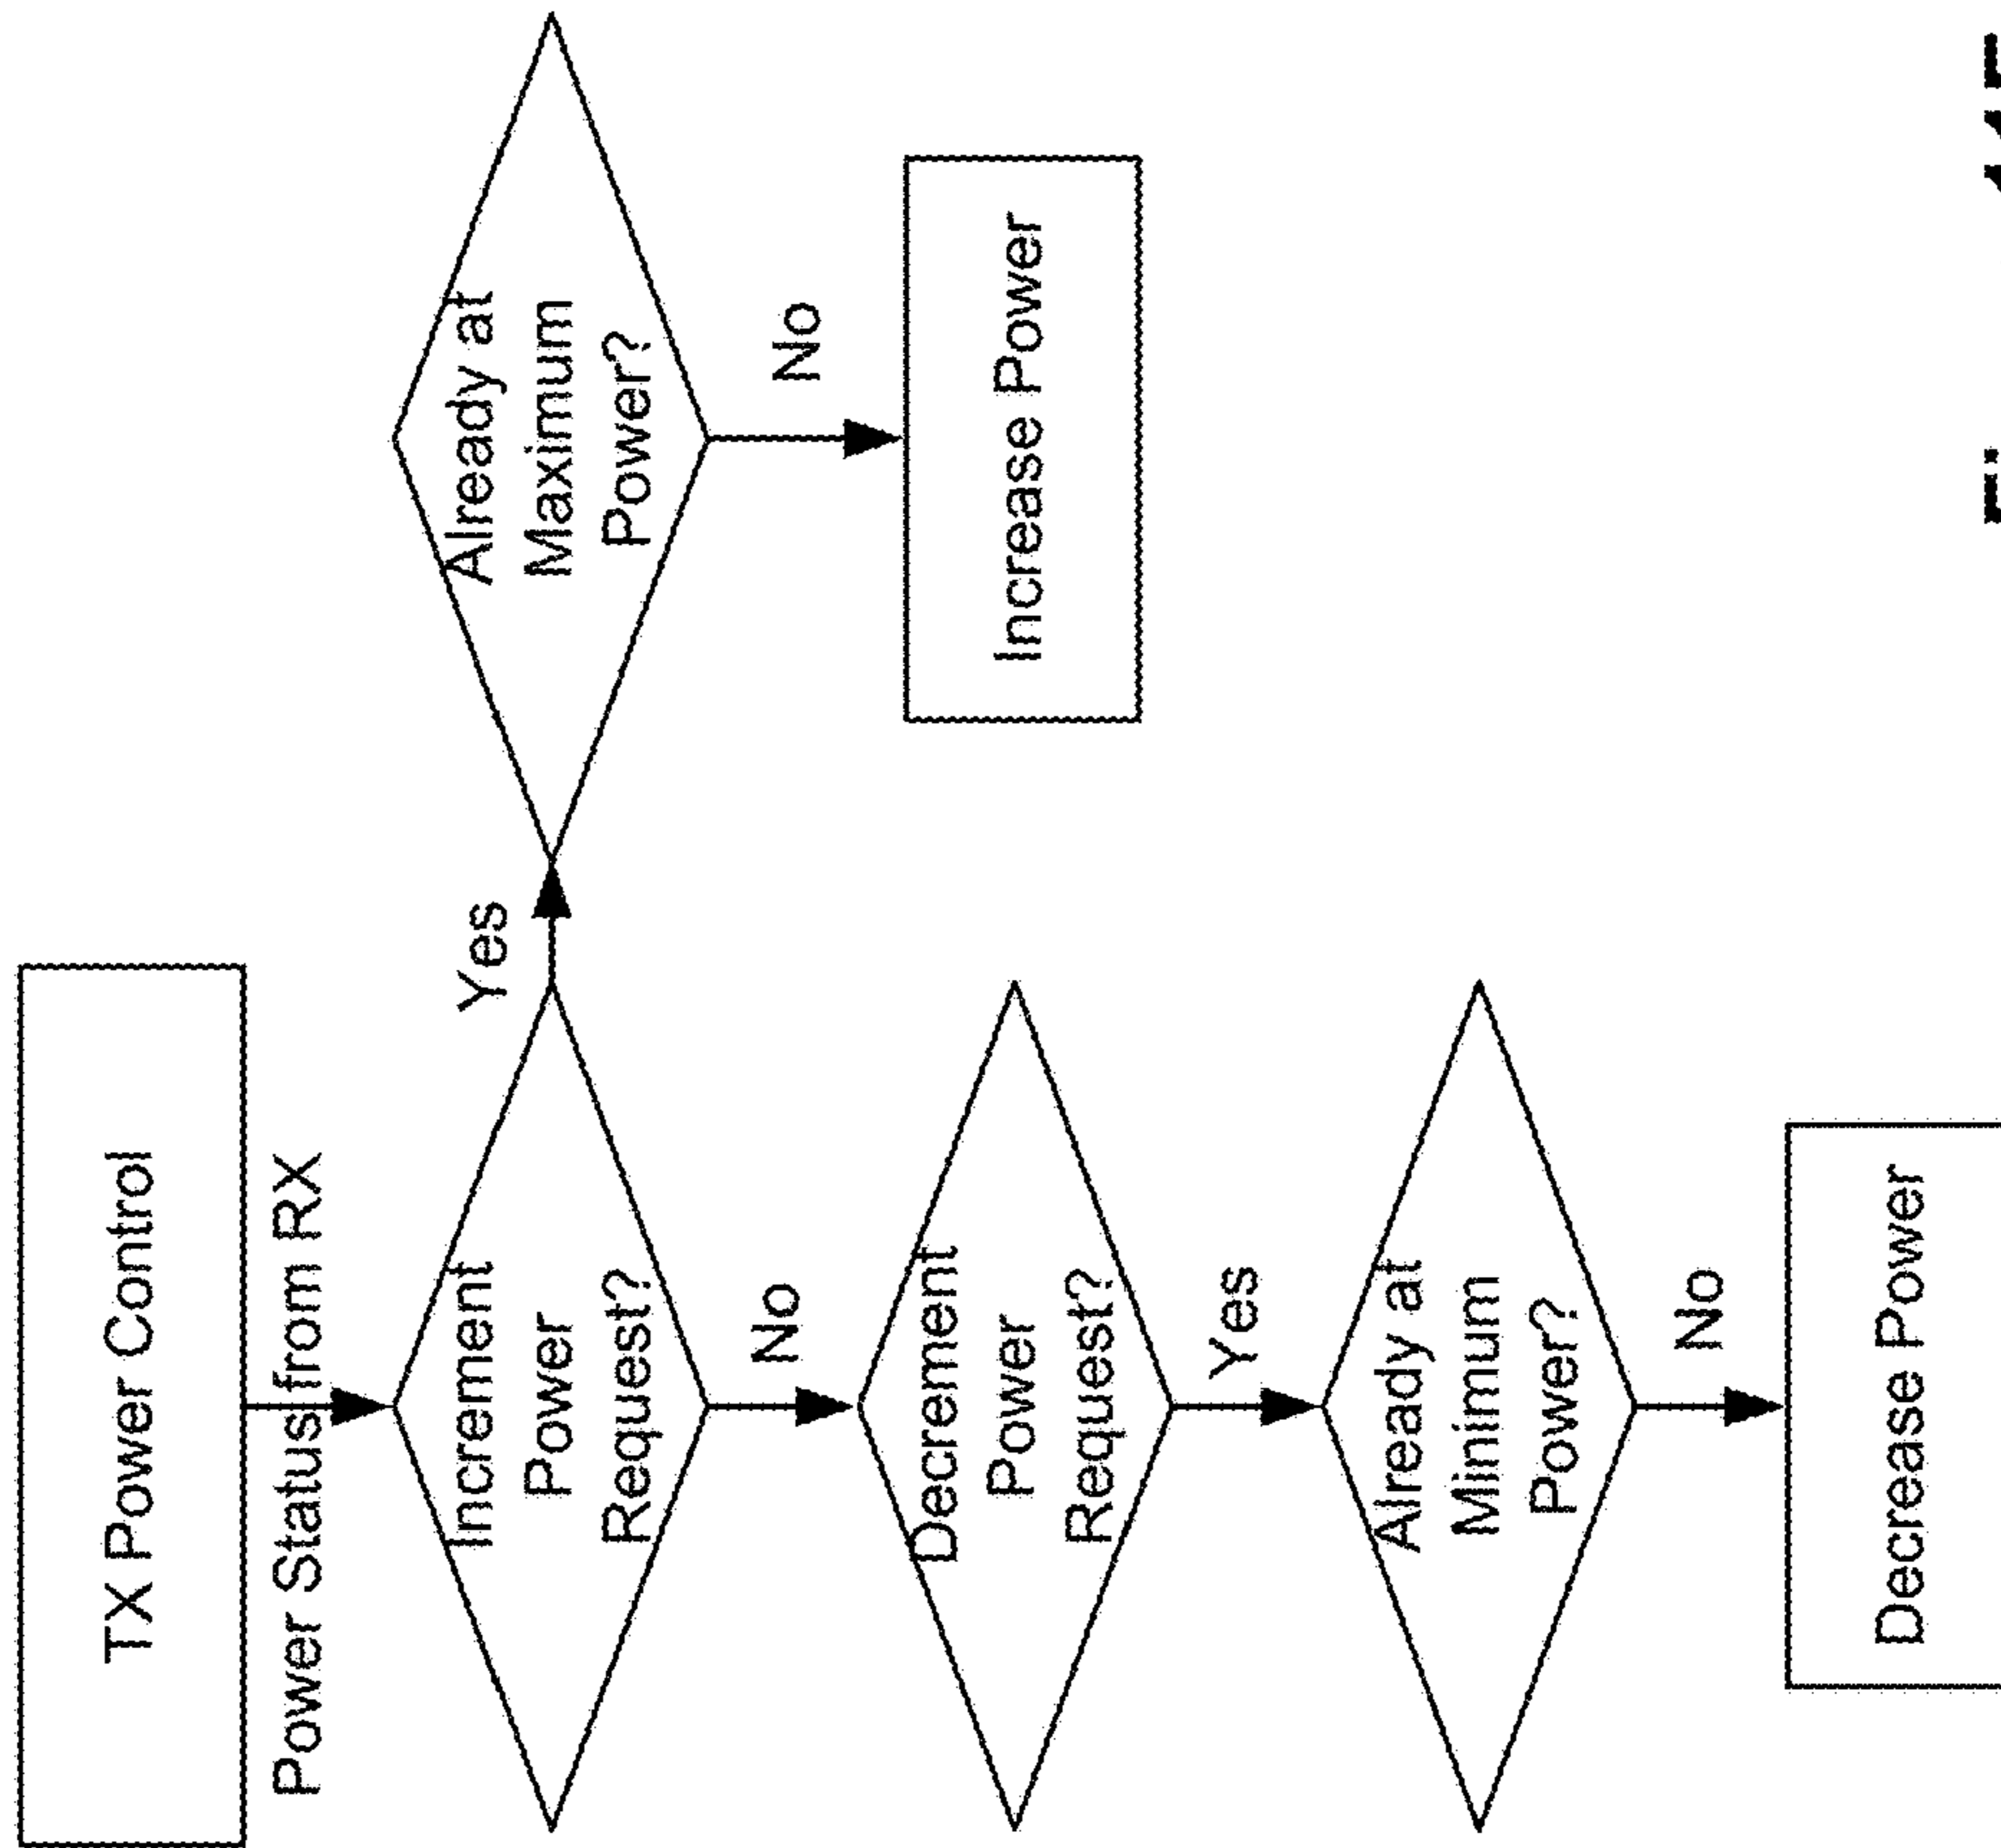 TX Power Control
Power Status from RX
Increment
Power
Request?
Yes
Already at
Maximum
Power?
No
Increase Power
No
Decrement
Power
Request?
Yes
Already at
Minimum
Power?
No
Decrease Power